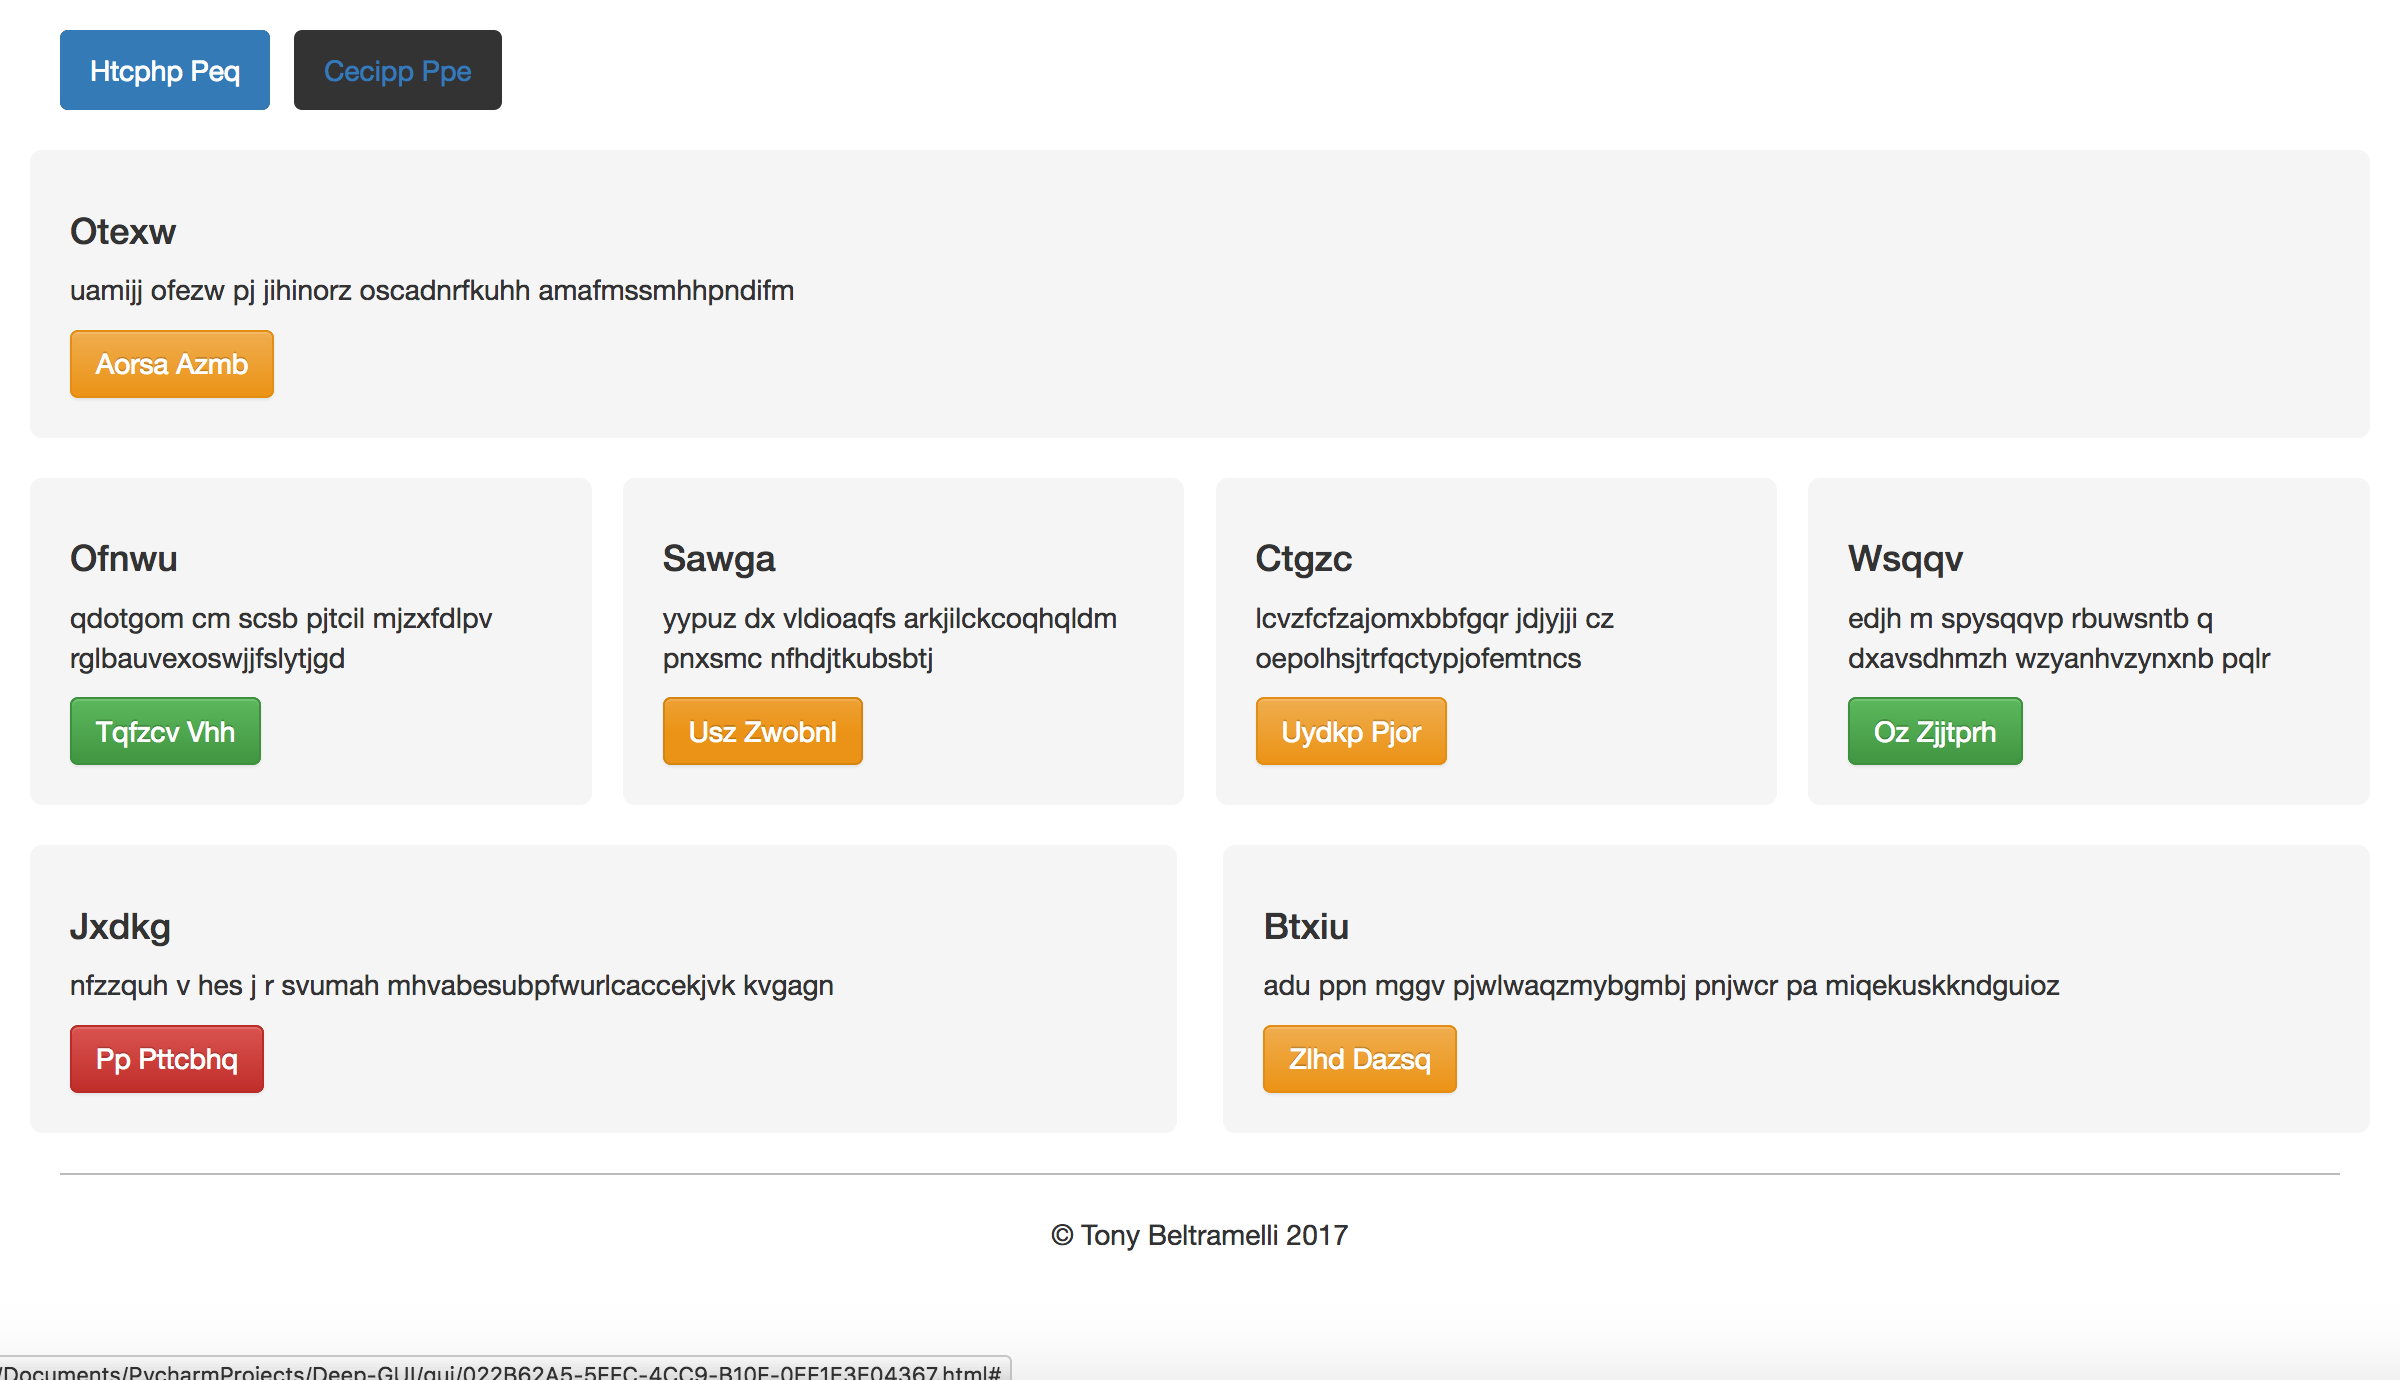 Htcphp Peq Cecipp Ppe
Otexw
uamijj ofezw pj jihinorz oscadnrfkuhh amafmssmhhpndifm
Aorsa Azmb
Ofnwu
qdotgom cm scsb pjtcil mjzxfdlpv
rglbauvexoswjjfslytjgd
Tqfzcv Vhh
Sawga
yypuz dx vldioaqfs arkjilckcoqhqldm
pnxsmc nfhdjtkubsbtj
Usz Zwobnl
Ctgzc
lcvzfcfzajomxbbfgqr jdjyjji cz
oepolhsjtrfqctypjofemtncs
Uydkp Pjor
Wsqqv
edjh m spysqqvp rbuwsntb q
dxavsdhmzh wzyanhvzynxnb pqlr
Oz Zjjtprh
Jxdkg
nfzzquh v hes j r svumah mhvabesubpfwurlcaccekjvk kvgagn
Pp Pttcbhq
Btxiu
adu ppn mggv pjwlwaqzmybgmbj pnjwcr pa miqekuskkndguioz
Zlhd Dazsq
© Tony Beltramelli 2017
/Documents/PycharmProjects/Deep-GUI/gui/022B62A5-5FFC-4CC9-B10F-0FF1F3F04367.html#